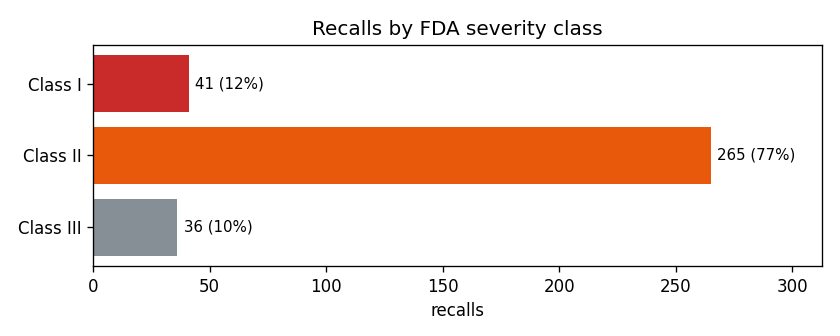 Recalls by FDA severity class
Class I
41 (12%)
Class II
265 (77%)
Class III
36 (10%)
0 50 100 150 200 250 300
recalls